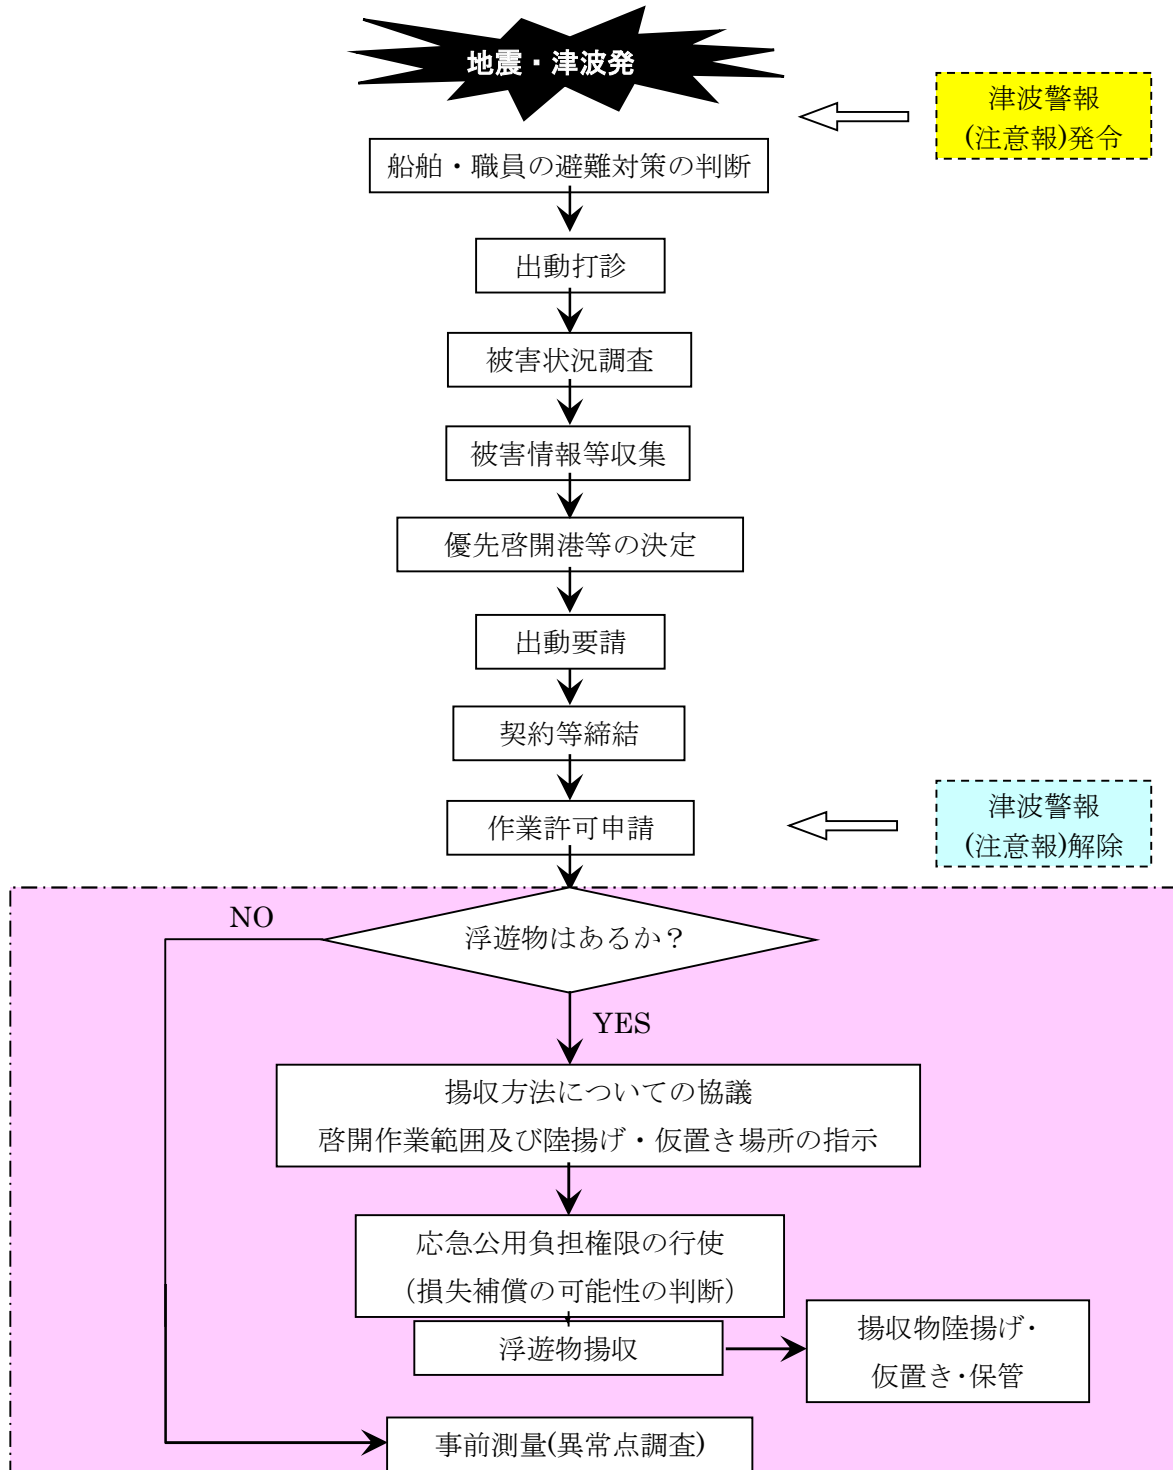 地震・津波発
津波警報
(注意報)発令
船舶・職員の避難対策の判断
出動打診
被害状況調査
被害情報等収集
優先啓開港等の決定
出動要請
契約等締結
作業許可申請
津波警報
(注意報)解除
NO
浮遊物はあるか？
YES
揚収方法についての協議
啓開作業範囲及び陸揚げ・仮置き場所の指示
応急公用負担権限の行使
（損失補償の可能性の判断）
浮遊物揚収
揚収物陸揚げ・
仮置き・保管
事前測量(異常点調査)